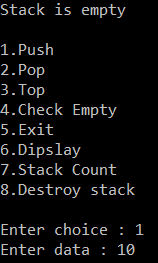 Stack is empty
1.Push
2.Pop
3.Top
4.Check Empty
5.Exit
6.Dipslay
7.Stack Count
8.Destroy stack
Enter choice : 1
Enter data : 10